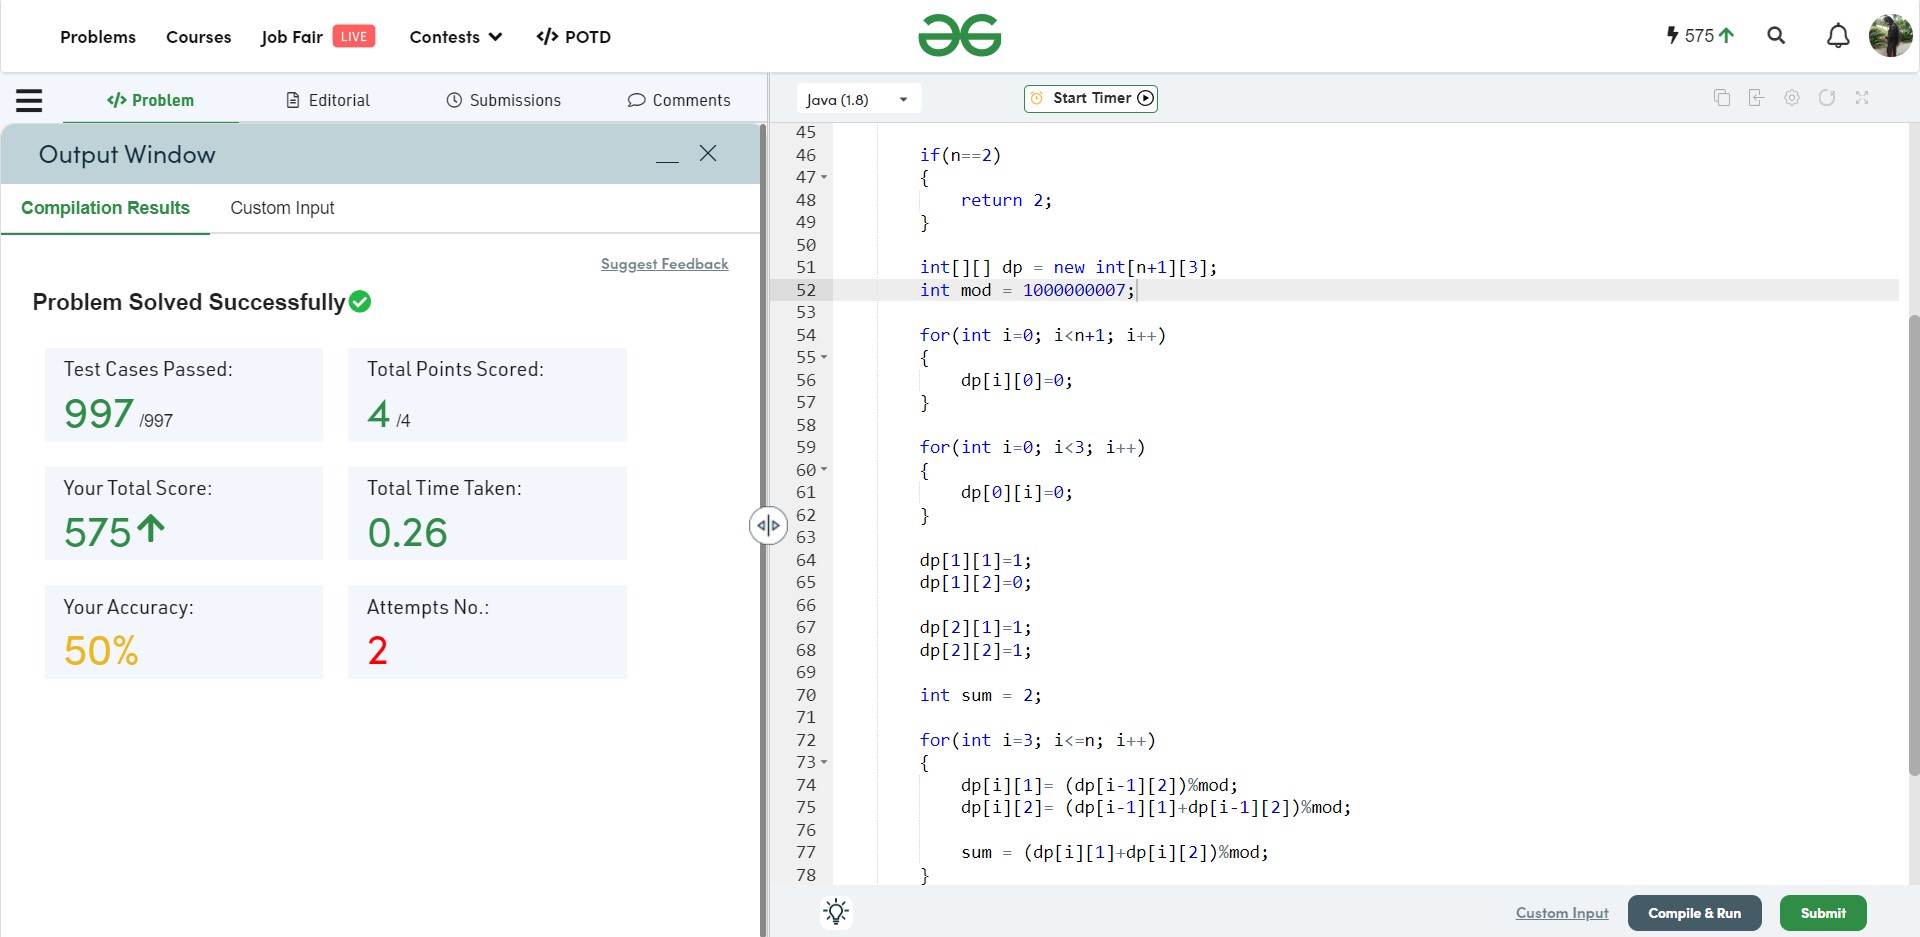 Problems Courses Job Fair LIVE Contests </> POTD
575
</> Problem Editorial Submissions Comments
Output Window
Compilation Results Custom Input
Suggest Feedback
Problem Solved Successfully
Test Cases Passed:
997 /997
Total Points Scored:
4 /4
Your Total Score:
575
Total Time Taken:
0.26
Your Accuracy:
50%
Attempts No.:
2
Java (1.8) Start Timer
45
46 if(n==2)
47 {
48 return 2;
49 }
50
51 int[][] dp = new int[n+1][3];
52 int mod = 1000000007;
53
54 for(int i=0; i<n+1; i++)
55 {
56 dp[i][0]=0;
57 }
58
59 for(int i=0; i<3; i++)
60 {
61 dp[0][i]=0;
62 }
63
64 dp[1][1]=1;
65 dp[1][2]=0;
66
67 dp[2][1]=1;
68 dp[2][2]=1;
69
70 int sum = 2;
71
72 for(int i=3; i<=n; i++)
73 {
74 dp[i][1]= (dp[i-1][2])%mod;
75 dp[i][2]= (dp[i-1][1]+dp[i-1][2])%mod;
76
77 sum = (dp[i][1]+dp[i][2])%mod;
78 }
Custom Input Compile & Run Submit